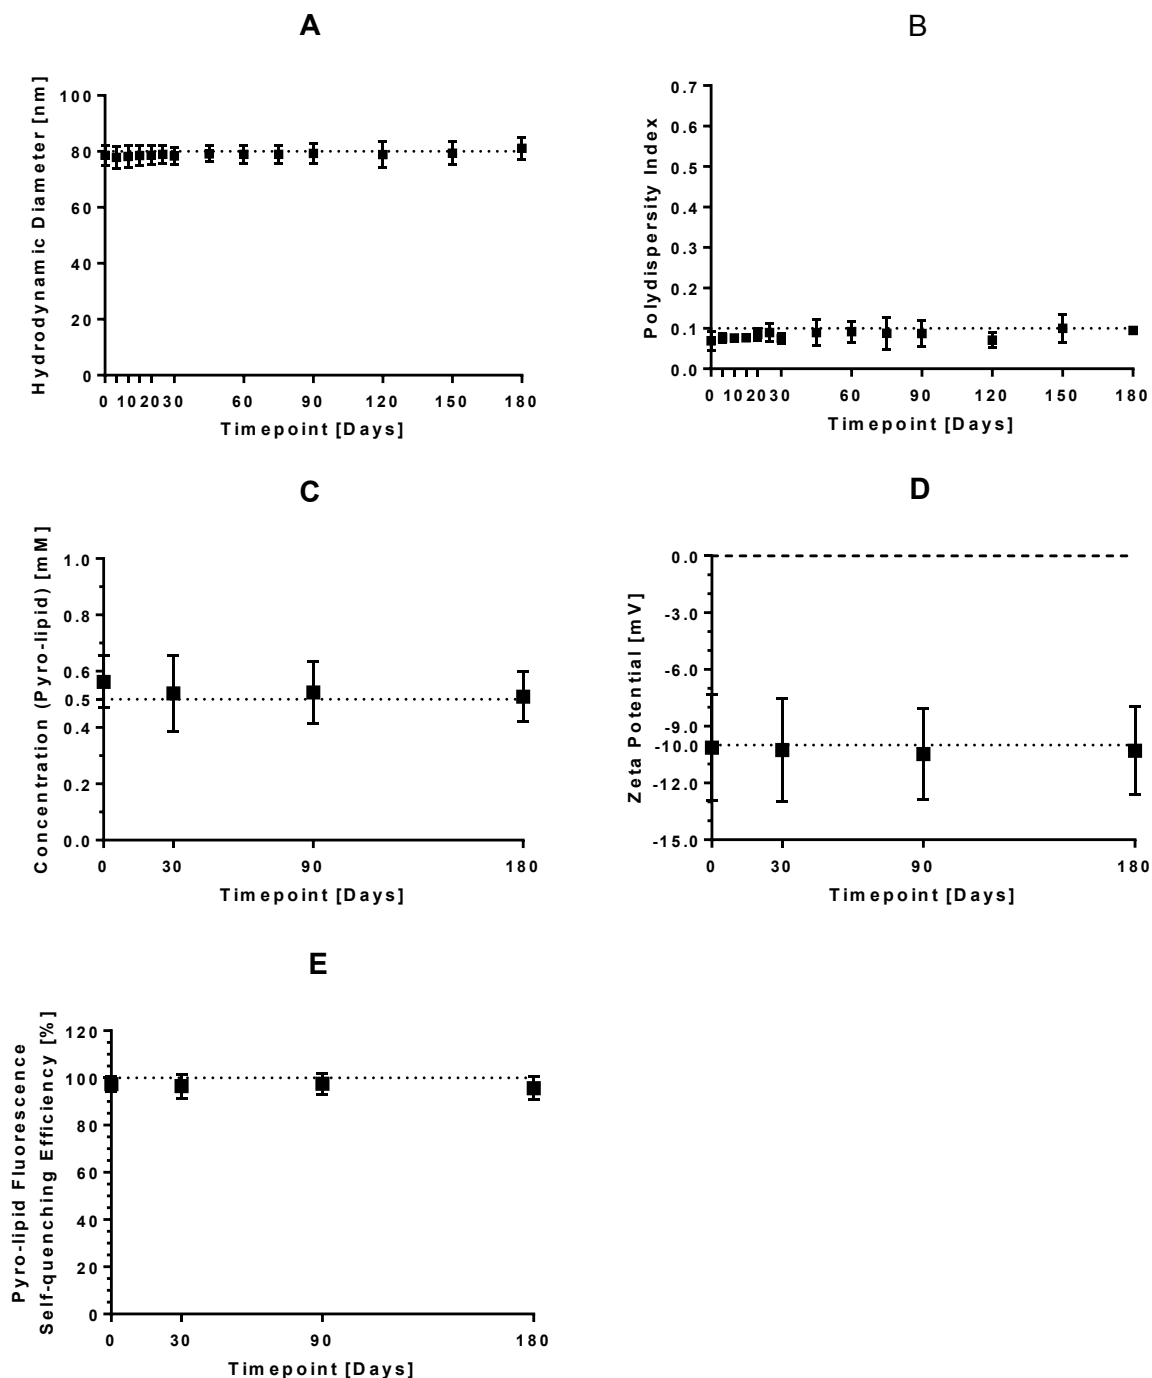 A
Hydrodynamic Diameter [nm]
100
80
60
40
20
0
0 10 20 30 60 90 120 150 180
Timepoint [Days]
B
Polydispersity Index
0.7
0.6
0.5
0.4
0.3
0.2
0.1
0.0
0 10 20 30 60 90 120 150 180
Timepoint [Days]
C
Concentration (Pyro-lipid) [mM]
1.0
0.8
0.6
0.5
0.4
0.2
0.0
0 30 90 180
Timepoint [Days]
D
Zeta Potential [mV]
0.0
-3.0
-6.0
-9.0
-10.0
-12.0
-15.0
0 30 90 180
Timepoint [Days]
E
Pyro-lipid Fluorescence
Self-quenching Efficiency [%]
120
100
80
60
40
20
0
0 30 90 180
Timepoint [Days]